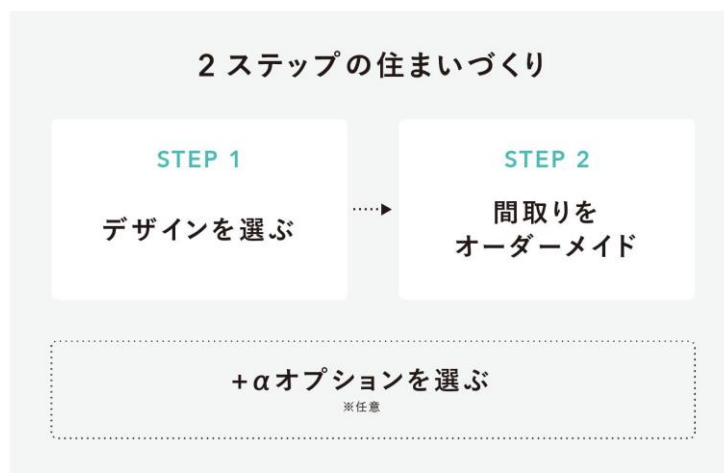 2 ステップの住まいづくり
STEP 1
デザインを選ぶ
STEP 2
間取りを
オーダーメイド
+αオプションを選ぶ
※任意